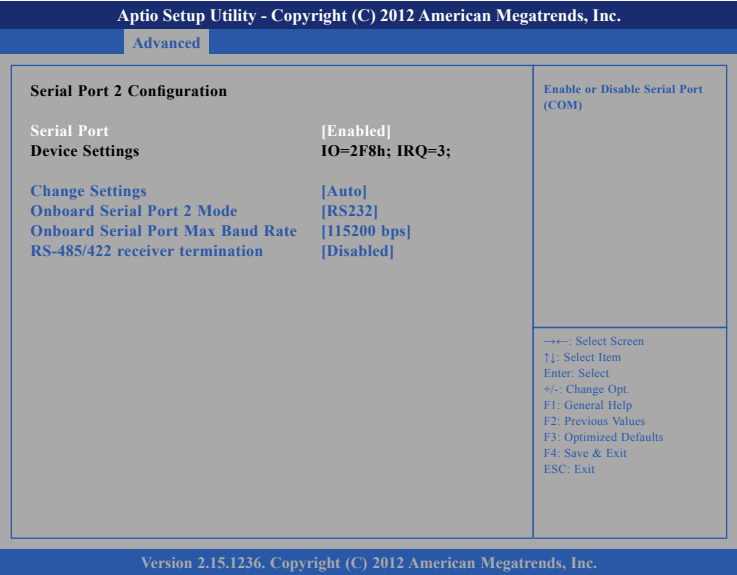 Aptio Setup Utility - Copyright (C) 2012 American Megatrends, Inc.
Advanced
Serial Port 2 Configuration
Serial Port [Enabled]
Device Settings IO=2F8h; IRQ=3;
Change Settings [Auto]
Onboard Serial Port 2 Mode [RS232]
Onboard Serial Port Max Baud Rate [115200 bps]
RS-485/422 receiver termination [Disabled]
Enable or Disable Serial Port
(COM)
→←: Select Screen
↑↓: Select Item
Enter: Select
+/-: Change Opt.
F1: General Help
F2: Previous Values
F3: Optimized Defaults
F4: Save & Exit
ESC: Exit
Version 2.15.1236. Copyright (C) 2012 American Megatrends, Inc.